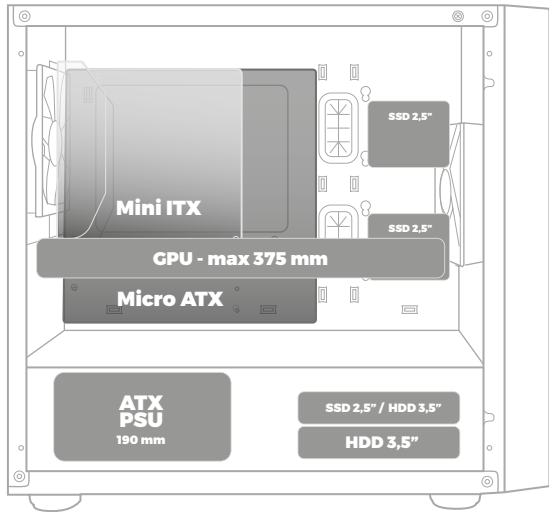 SSD 2,5”
Mini ITX
SSD 2,5”
GPU - max 375 mm
Micro ATX
ATX
PSU
190 mm
SSD 2,5” / HDD 3,5”
HDD 3,5”